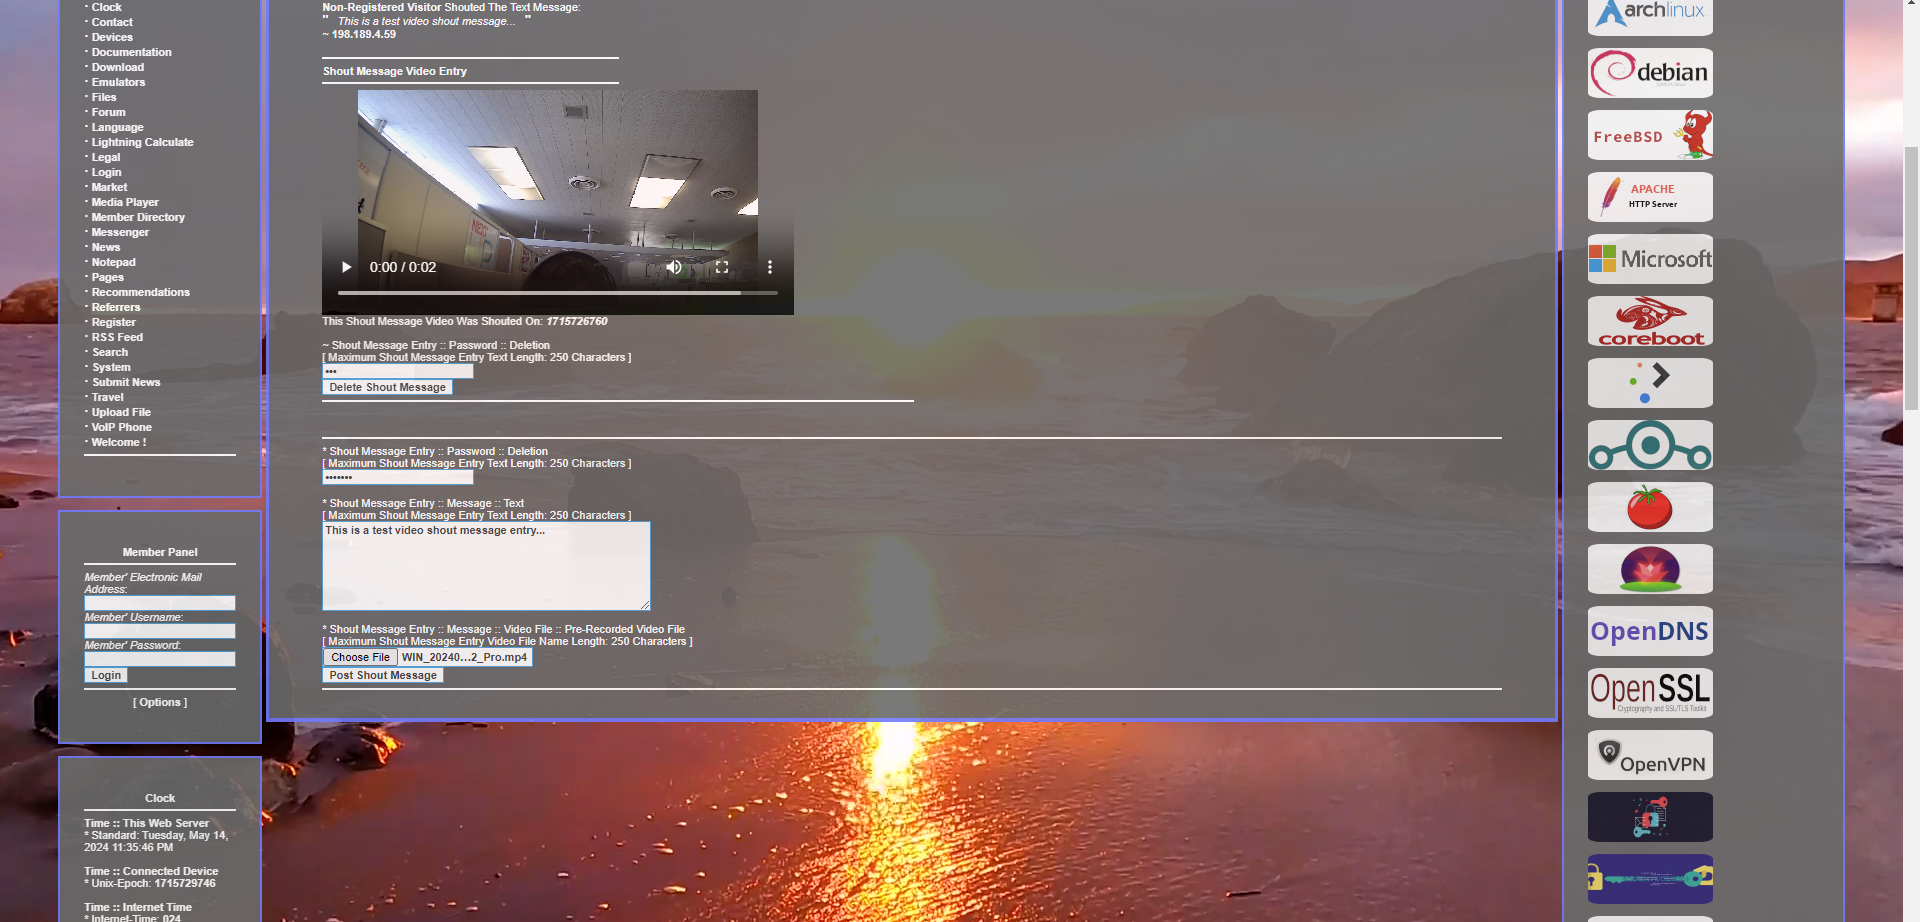 · Clock
· Contact
· Devices
· Documentation
· Download
· Emulators
· Files
· Forum
· Language
· Lightning Calculate
· Legal
· Login
· Market
· Media Player
· Member Directory
· Messenger
· News
· Notepad
· Pages
· Recommendations
· Referrers
· Register
· RSS Feed
· Search
· System
· Submit News
· Travel
· Upload File
· VoIP Phone
· Welcome !
Member Panel
Member' Electronic Mail
Address:
Member' Username:
Member' Password:
Login
[ Options ]
Clock
Time :: This Web Server
* Standard: Tuesday, May 14,
2024 11:35:46 PM
Time :: Connected Device
* Unix-Epoch: 1715729746
Time :: Internet Time
* Internet-Time: 024
Non-Registered Visitor Shouted The Text Message:
" This is a test video shout message... "
~ 198.189.4.59
Shout Message Video Entry
0:00 / 0:02
This Shout Message Video Was Shouted On: 1715726760
~ Shout Message Entry :: Password :: Deletion
[ Maximum Shout Message Entry Text Length: 250 Characters ]
•••
Delete Shout Message
* Shout Message Entry :: Password :: Deletion
[ Maximum Shout Message Entry Text Length: 250 Characters ]
•••••••
* Shout Message Entry :: Message :: Text
[ Maximum Shout Message Entry Text Length: 250 Characters ]
This is a test video shout message entry...
* Shout Message Entry :: Message :: Video File :: Pre-Recorded Video File
[ Maximum Shout Message Entry Video File Name Length: 250 Characters ]
Choose File WIN_20240...2_Pro.mp4
Post Shout Message
archlinux
debian
FreeBSD
APACHE
HTTP Server
Microsoft
coreboot
OpenDNS
OpenSSL
Cryptography and SSL/TLS Toolkit
OpenVPN